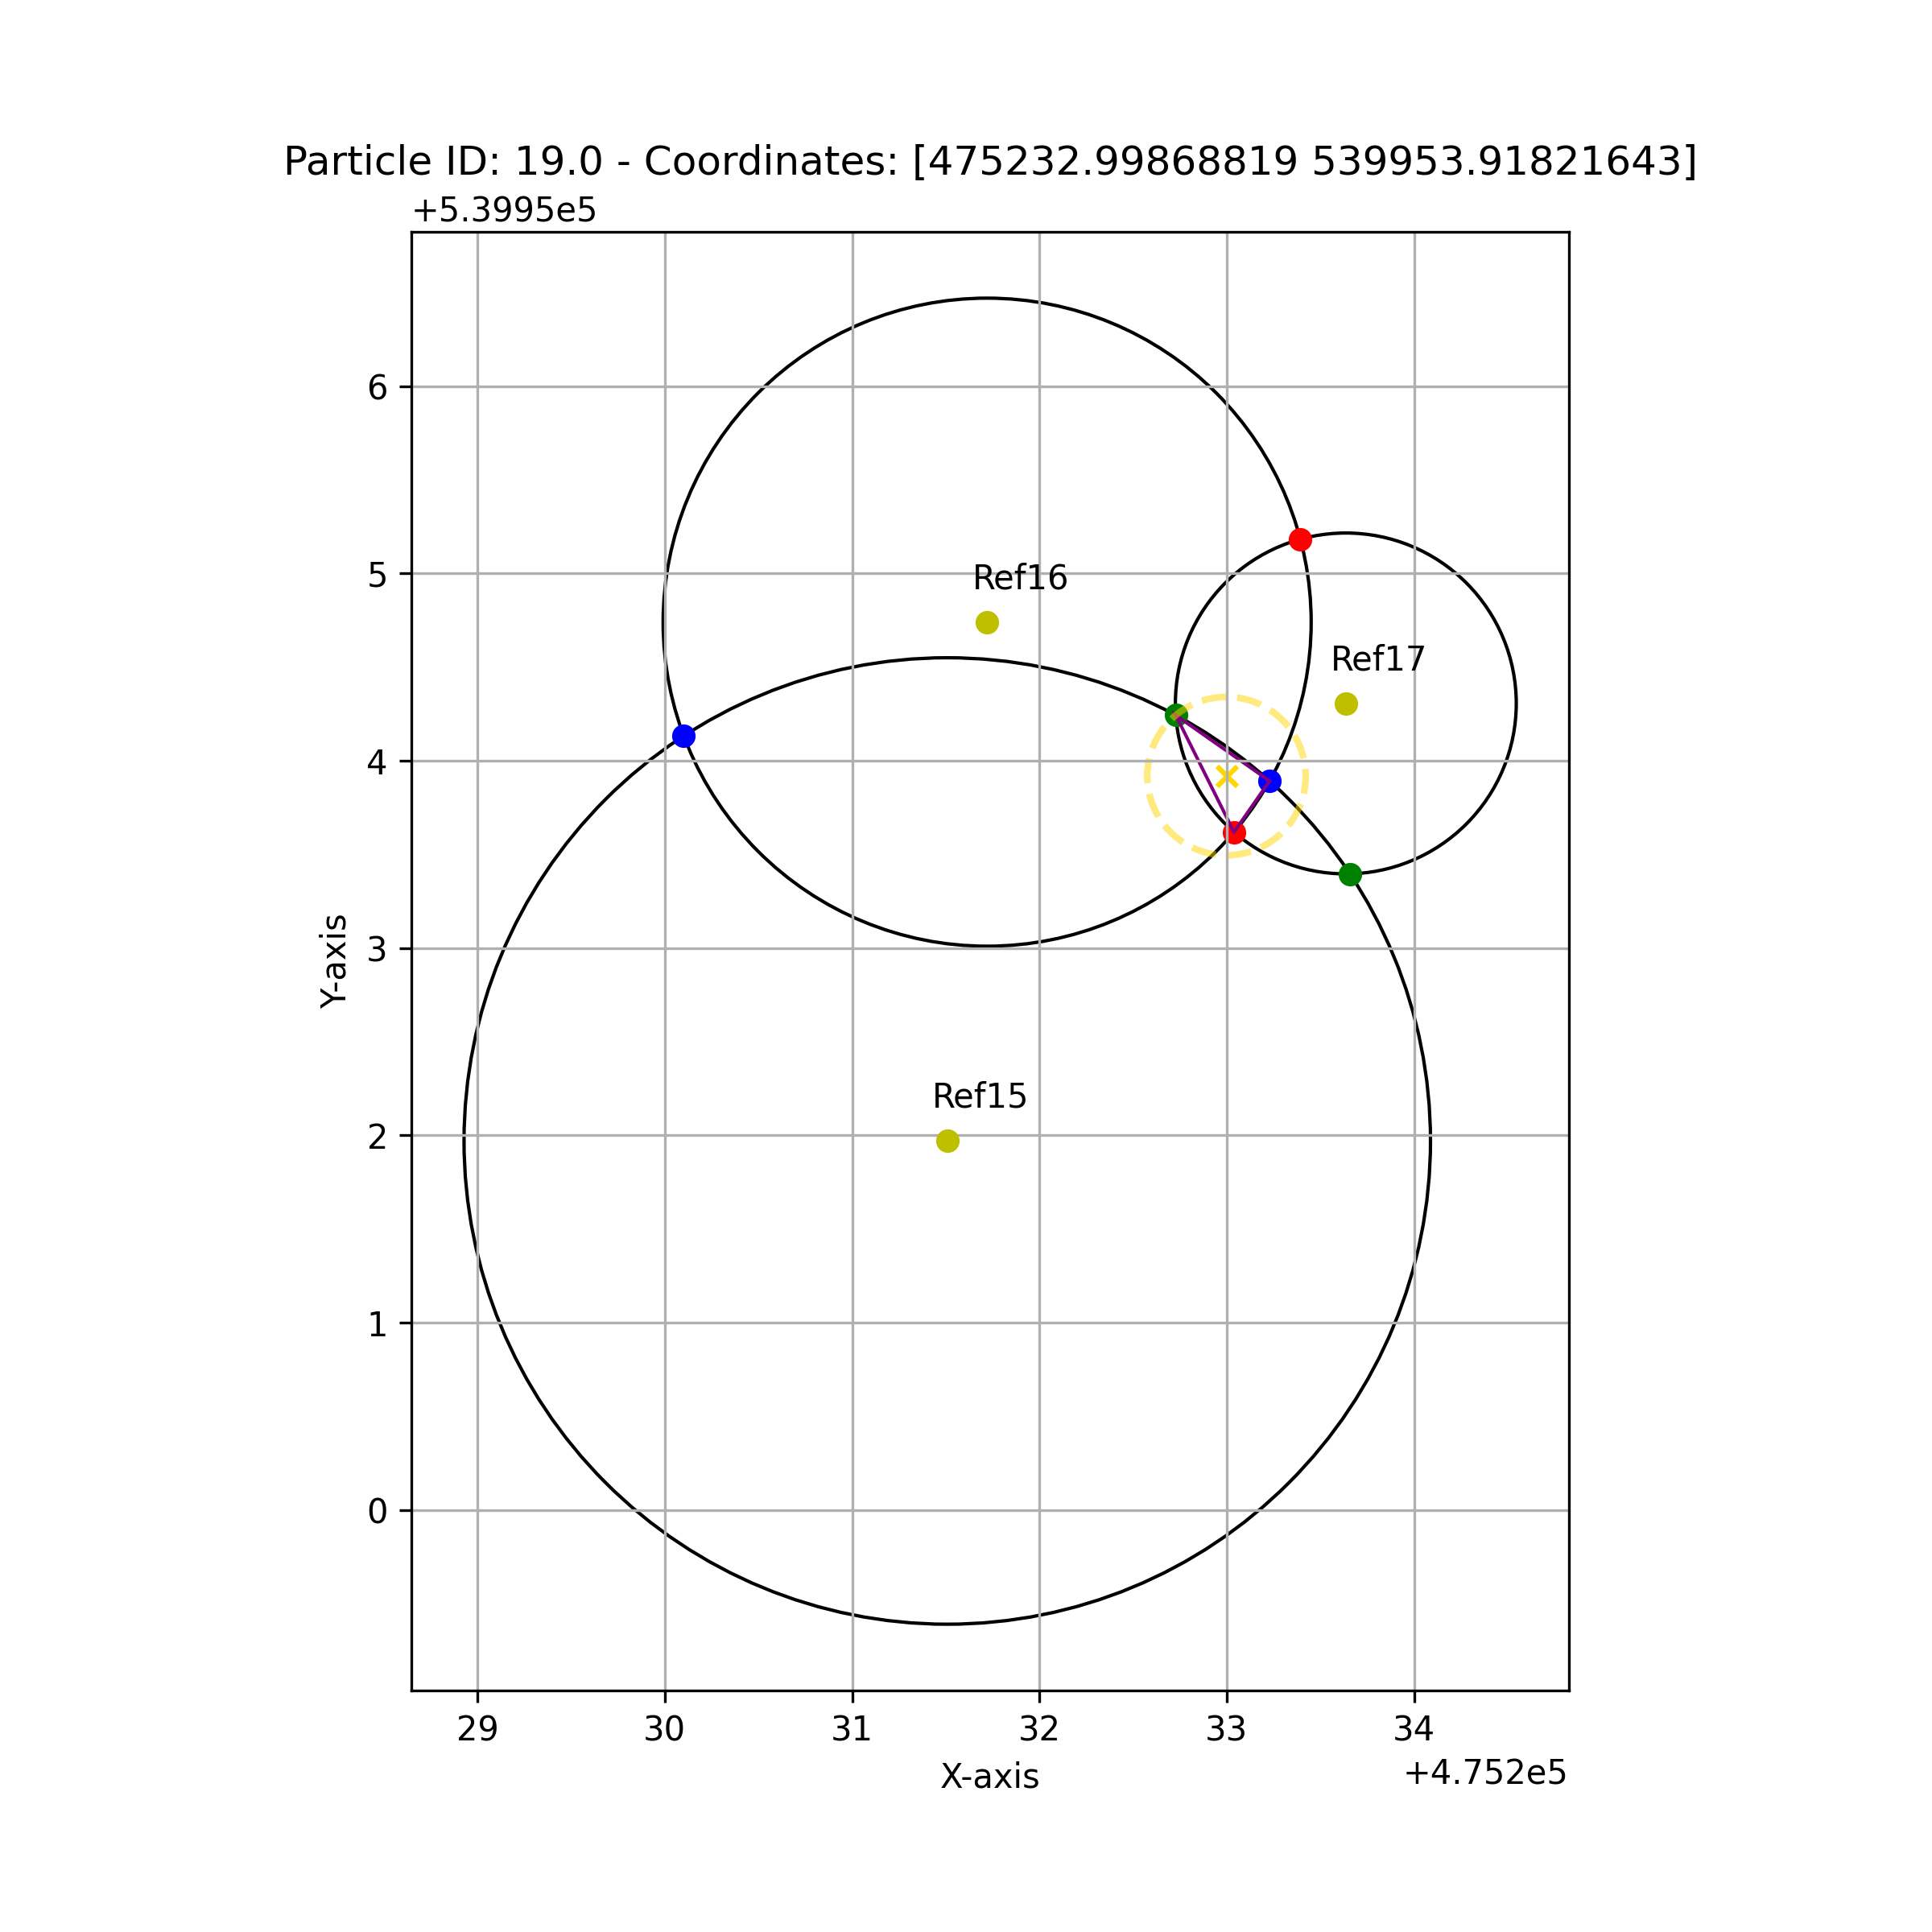 Particle ID: 19.0 - Coordinates: [475232.99868819 539953.91821643]
+5.3995e5
6
5
4
3
2
1
0
Y-axis
Ref16
Ref17
Ref15
29 30 31 32 33 34
X-axis
+4.752e5